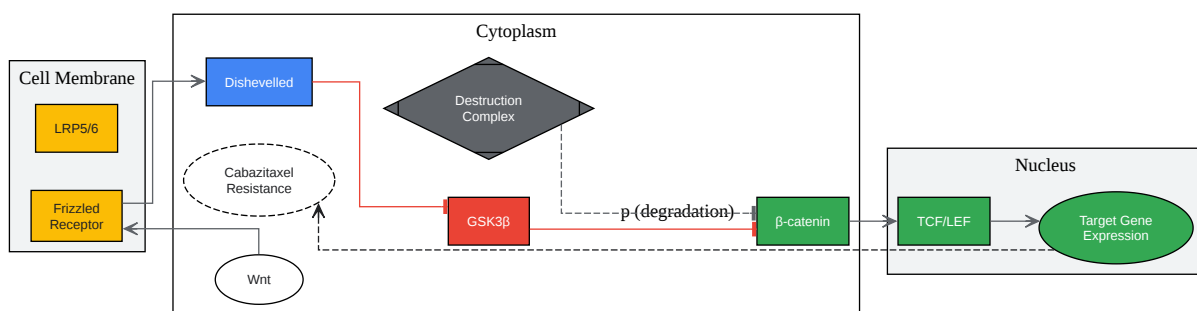 Cytoplasm
Cell Membrane
Dishevelled
LRP5/6
Destruction
Complex
Cabazitaxel
Resistance
Nucleus
Frizzled
Receptor
GSK3β
p (degradation)
β-catenin
TCF/LEF
Target Gene
Expression
Wnt